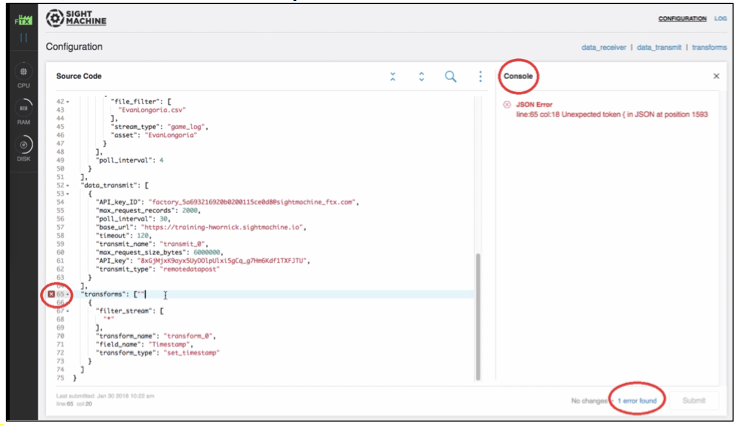 FTX
SIGHT
MACHINE
CONFIGURATION LOG
Configuration
data_receiver | data_transmit | transforms
CPU
RAM
DISK
Source Code
Console
JSON Error
line:65 col:18 Unexpected token { in JSON at position 1593
42 "file_filter": [
43 "EvanLongoria.csv"
44 ],
45 "stream_type": "game_log",
46 "asset": "EvanLongoria"
47 }
48 ],
49 "poll_interval": 4
50 }
51 ],
52 "data_transmit": [
53 {
54 "API_key_ID": "factory_5a693216920b0200115ce0d8@sightmachine_ftx.com",
55 "max_request_records": 2000,
56 "poll_interval": 30,
57 "base_url": "https://training-hwornick.sightmachine.io",
58 "timeout": 120,
59 "transmit_name": "transmit_0",
60 "max_request_size_bytes": 6000000,
61 "API_key":
62 "transmit_type": "remotedatapost"
63 }
64 ],
65 "transforms": [""
66 {
67 "filter_stream": [
68 "*"
69 ],
70 "transform_name": "transform_0",
71 "field_name": "Timestamp",
72 "transform_type": "set_timestamp"
73 }
74 ]
75 }
Last submitted: Jan 30 2018 10:23 am
line:65 col:20
No changes 1 error found Submit